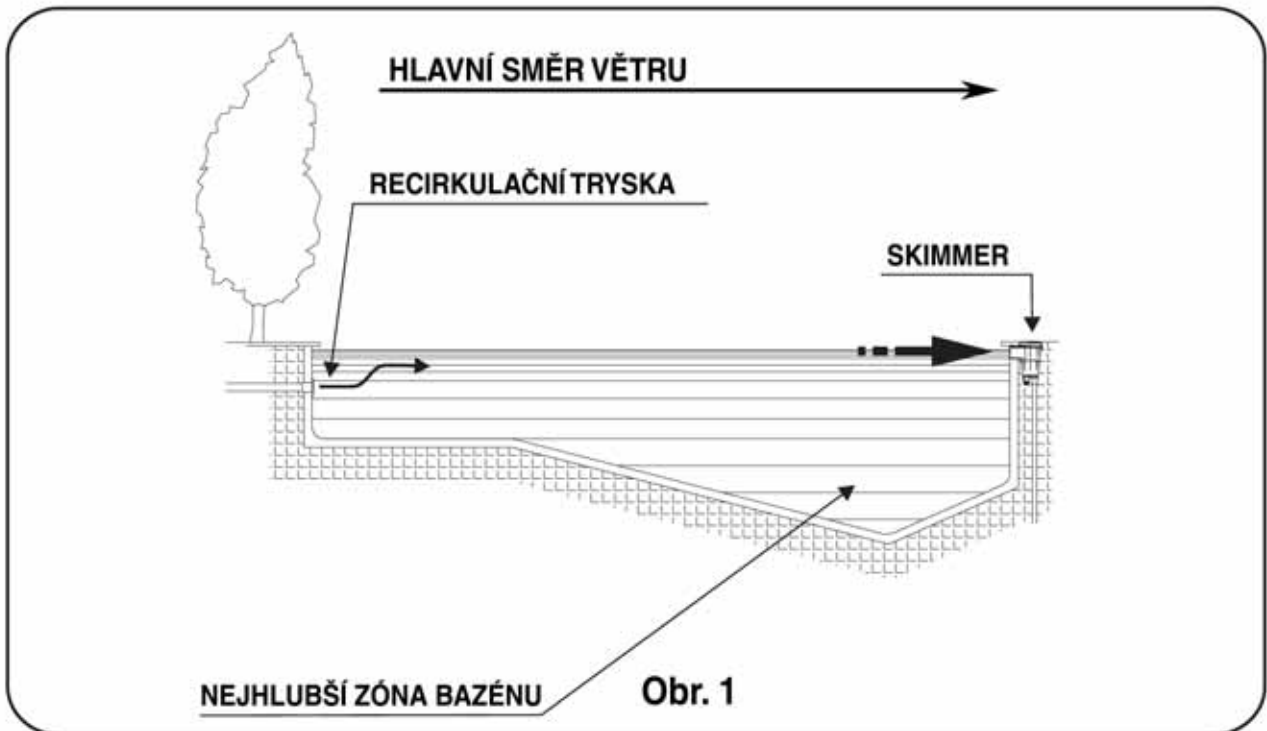 HLAVNÍ SMĚR VĚTRU
RECIRKULAČNÍ TRYSKA
SKIMMER
NEJHLUBŠÍ ZÓNA BAZÉNU
Obr. 1